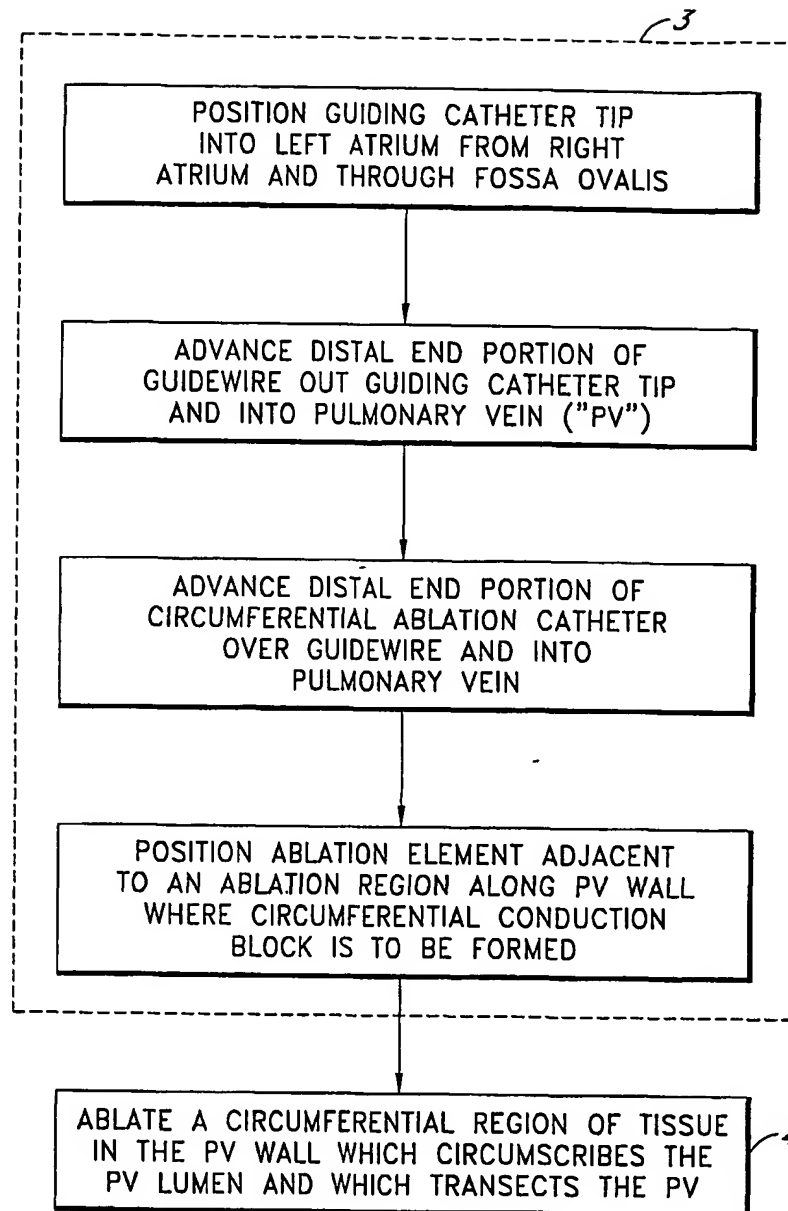 3
POSITION GUIDING CATHETER TIP
INTO LEFT ATRIUM FROM RIGHT
ATRIUM AND THROUGH FOSSA OVALIS
ADVANCE DISTAL END PORTION OF
GUIDEWIRE OUT GUIDING CATHETER TIP
AND INTO PULMONARY VEIN ("PV")
ADVANCE DISTAL END PORTION OF
CIRCUMFERENTIAL ABLATION CATHETER
OVER GUIDEWIRE AND INTO
PULMONARY VEIN
POSITION ABLATION ELEMENT ADJACENT
TO AN ABLATION REGION ALONG PV WALL
WHERE CIRCUMFERENTIAL CONDUCTION
BLOCK IS TO BE FORMED
ABLATE A CIRCUMFERENTIAL REGION OF TISSUE
IN THE PV WALL WHICH CIRCUMSCRIBES THE
PV LUMEN AND WHICH TRANSECTS THE PV